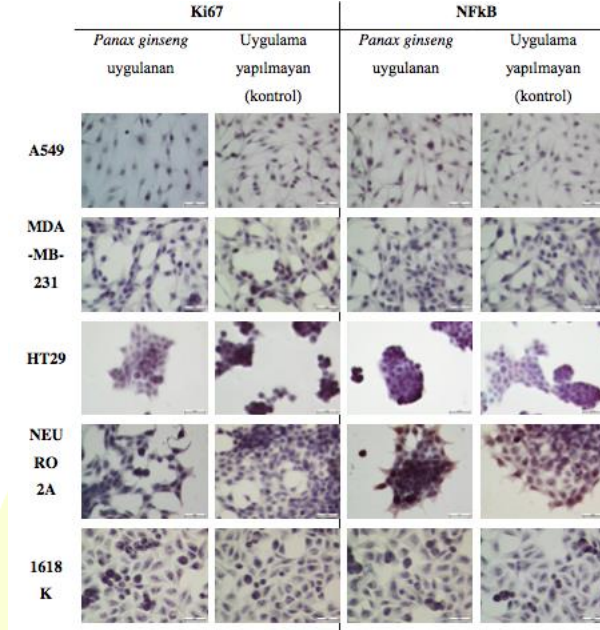 Ki67 NFkB
Panax ginseng Uygulama Panax ginseng Uygulama
uygulanan yapılmayan uygulanan yapılmayan
(kontrol) (kontrol)
A549
MDA
-MB-
231
HT29
NEU
RO
2A
1618
K